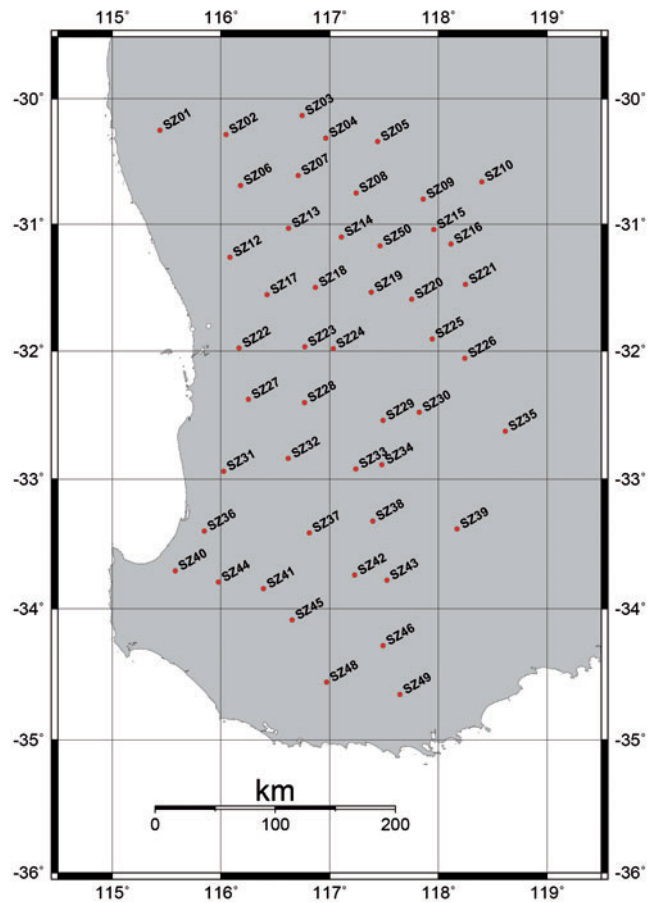 115° 116° 117° 118° 119°
-30°
SZ01
SZ02
SZ03
SZ04
SZ05
SZ06
SZ07
SZ08
SZ09
SZ10
-31°
SZ12
SZ13
SZ14
SZ50
SZ15
SZ16
SZ17
SZ18
SZ19
SZ20
SZ21
-32°
SZ22
SZ23
SZ24
SZ25
SZ26
SZ27
SZ28
SZ29
SZ30
SZ35
-33°
SZ31
SZ32
SZ33
SZ34
SZ36
SZ37
SZ38
SZ39
SZ40
SZ44
SZ41
SZ42
SZ43
-34°
SZ45
SZ46
SZ48
SZ49
-35°
km
0 100 200
-36°
-30°
-31°
-32°
-33°
-34°
-35°
-36°
115° 116° 117° 118° 119°